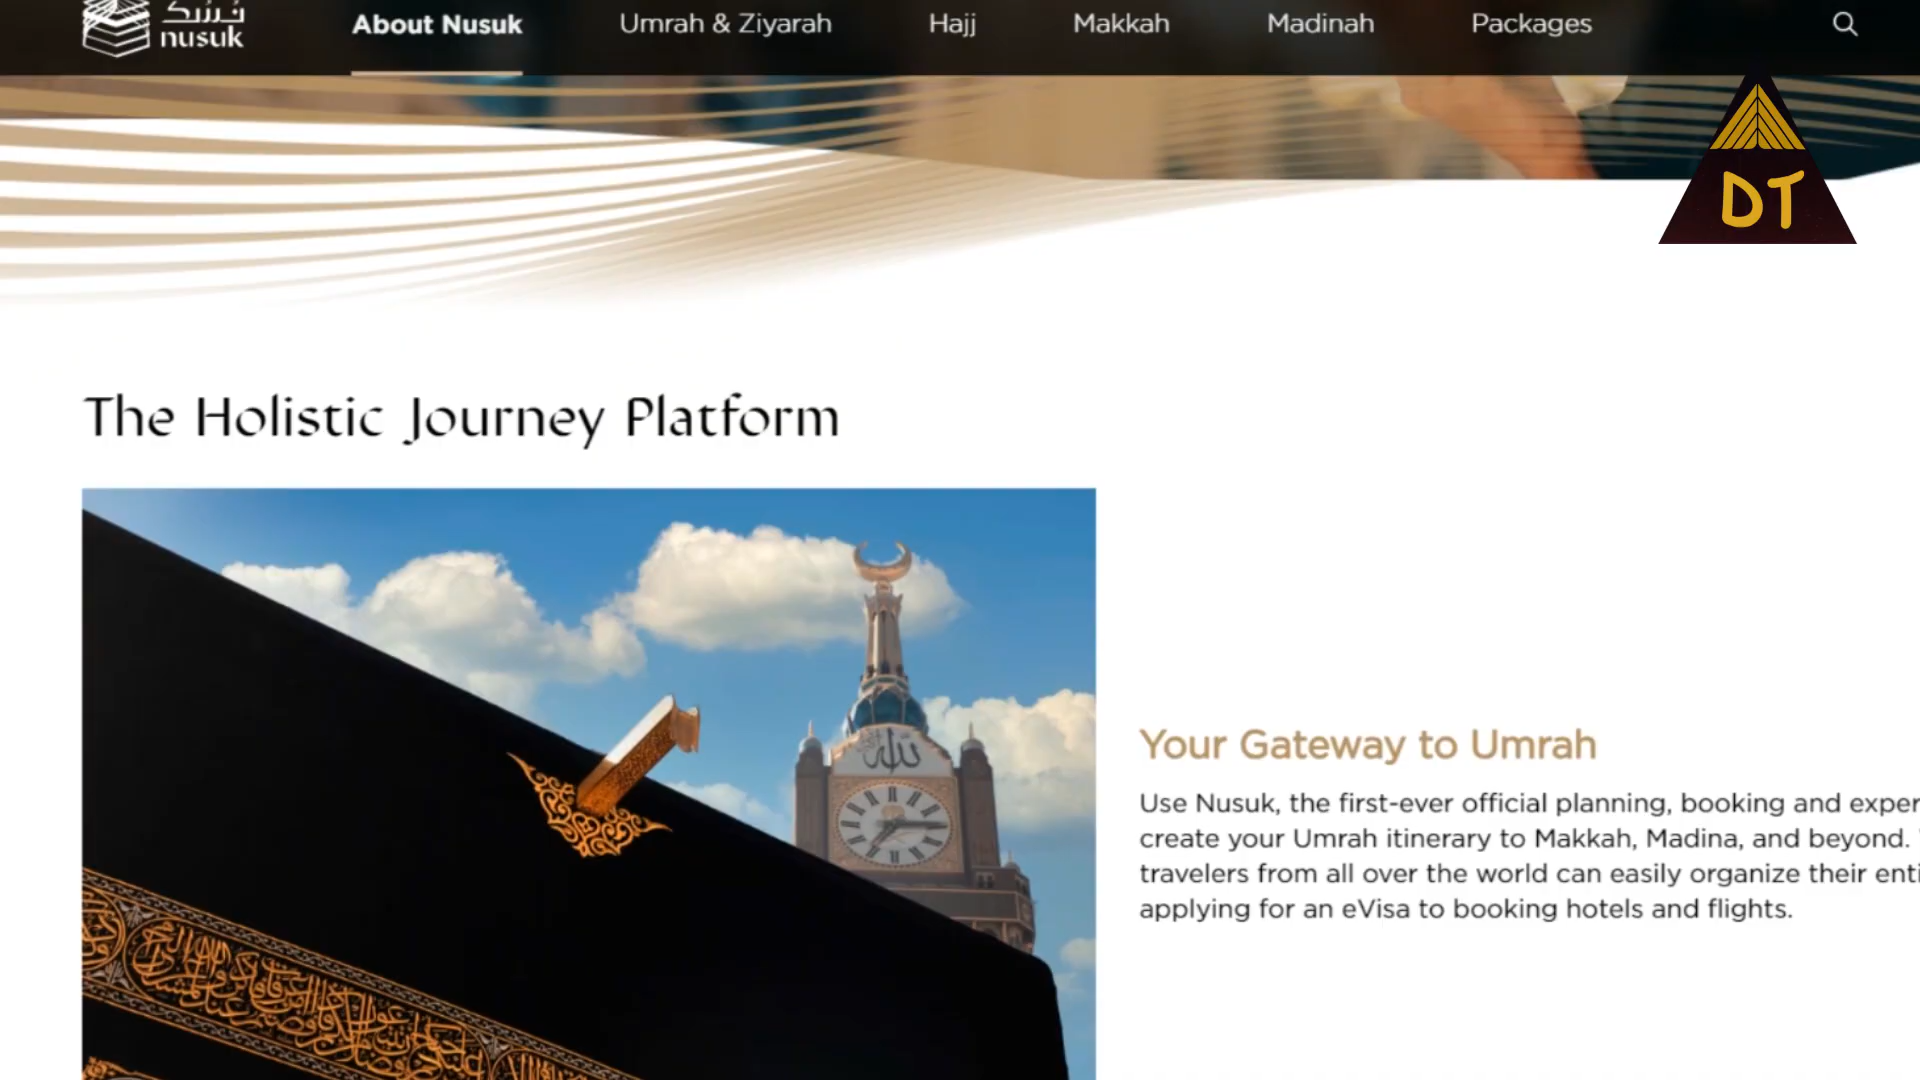 نسك
nusuk
About Nusuk
Umrah & Ziyarah
Hajj
Makkah
Madinah
Packages
DT
The Holistic Journey Platform
الله
Your Gateway to Umrah
Use Nusuk, the first-ever official planning, booking and exper
create your Umrah itinerary to Makkah, Madina, and beyond.
travelers from all over the world can easily organize their enti
applying for an eVisa to booking hotels and flights.